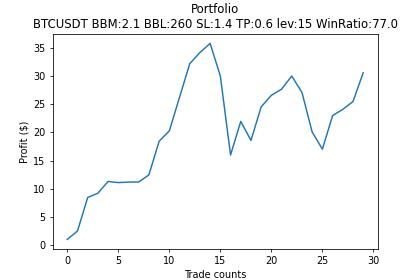 Portfolio
BTCUSDT BBM:2.1 BBL:260 SL:1.4 TP:0.6 lev:15 WinRatio:77.0
35
30
25
20
15
10
5
0
Profit ($)
0 5 10 15 20 25 30
Trade counts